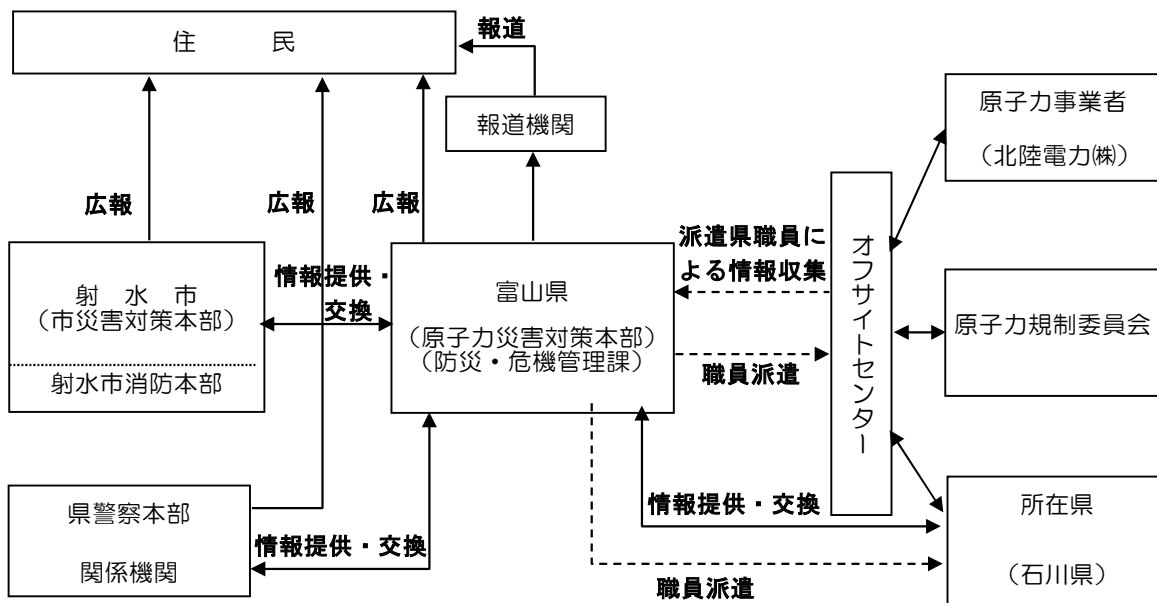 住　　　民
報道
報道機関
原子力事業者
（北陸電力㈱）
広報
広報
広報
オフサイトセンター
派遣県職員に
よる情報収集
射　水　市
（市災害対策本部）
射水市消防本部
情報提供・
交換
富山県
（原子力災害対策本部）
（防災・危機管理課）
職員派遣
原子力規制委員会
県警察本部
関係機関
情報提供・交換
情報提供・交換
職員派遣
所在県
（石川県）